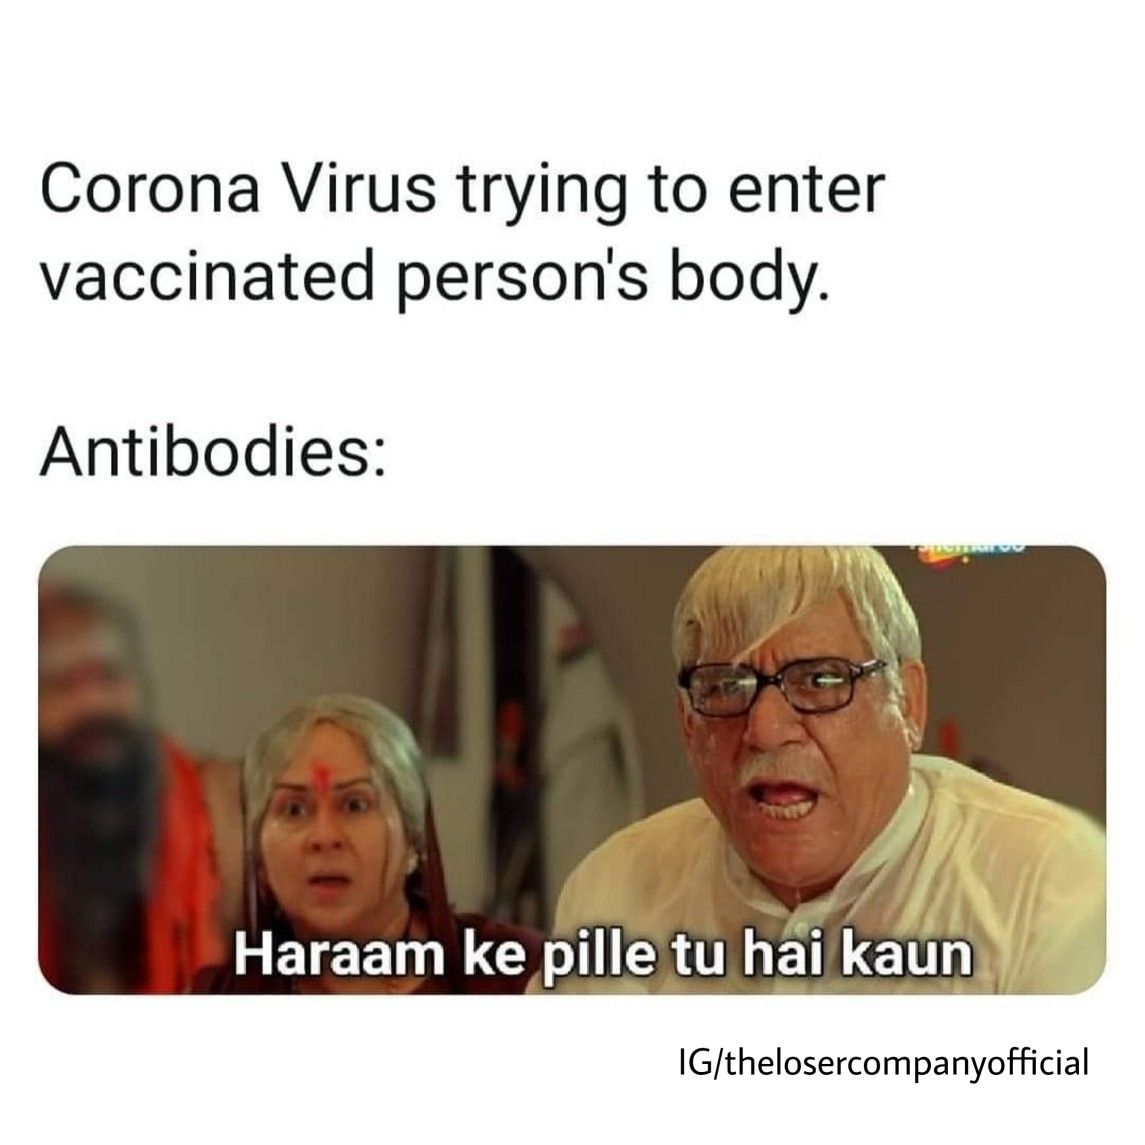 Corona Virus trying to enter
vaccinated person's body.
Antibodies:
Haraam ke pille tu hai kaun
IG/thelosercompanyofficial